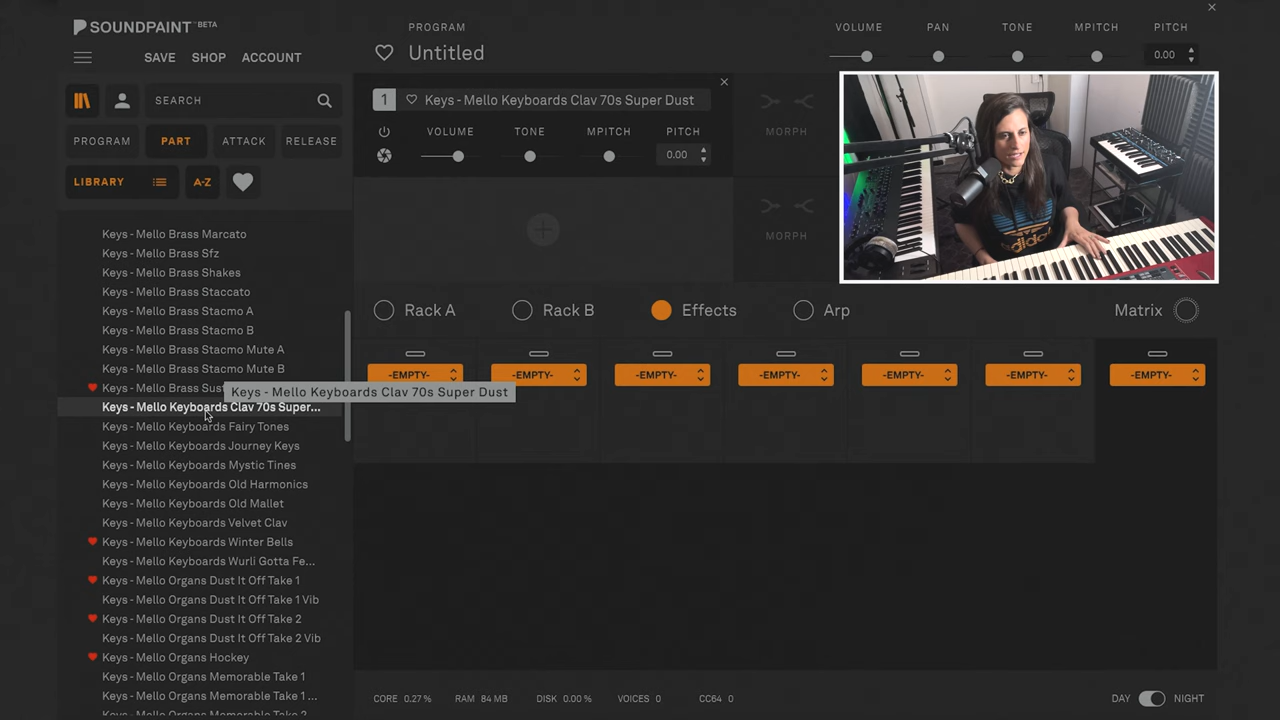 SOUNDPAINT BETA
SAVE SHOP ACCOUNT
SEARCH
PROGRAM PART ATTACK RELEASE
LIBRARY A-Z
Keys - Mello Brass Marcato
Keys - Mello Brass Sfz
Keys - Mello Brass Shakes
Keys - Mello Brass Staccato
Keys - Mello Brass Stacmo A
Keys - Mello Brass Stacmo B
Keys - Mello Brass Stacmo Mute A
Keys - Mello Brass Stacmo Mute B
Keys - Mello Brass Sust
Keys - Mello Keyboards Clav 70s Super Dust
Keys - Mello Keyboards Clav 70s Super...
Keys - Mello Keyboards Fairy Tones
Keys - Mello Keyboards Journey Keys
Keys - Mello Keyboards Mystic Tines
Keys - Mello Keyboards Old Harmonics
Keys - Mello Keyboards Old Mallet
Keys - Mello Keyboards Velvet Clav
Keys - Mello Keyboards Winter Bells
Keys - Mello Keyboards Wurli Gotta Fe...
Keys - Mello Organs Dust It Off Take 1
Keys - Mello Organs Dust It Off Take 1 Vib
Keys - Mello Organs Dust It Off Take 2
Keys - Mello Organs Dust It Off Take 2 Vib
Keys - Mello Organs Hockey
Keys - Mello Organs Memorable Take 1
Keys - Mello Organs Memorable Take 1 ...
Keys - Mello Organs Memorable Take 2
PROGRAM
Untitled
VOLUME PAN TONE MPITCH PITCH
0.00
1 Keys - Mello Keyboards Clav 70s Super Dust
VOLUME TONE MPITCH PITCH
0.00
MORPH
MORPH
adidas
Rack A Rack B Effects Arp Matrix
-EMPTY- -EMPTY- -EMPTY- -EMPTY- -EMPTY- -EMPTY- -EMPTY-
CORE 0.27 % RAM 84 MB DISK 0.00 % VOICES 0 CC64 0
DAY NIGHT